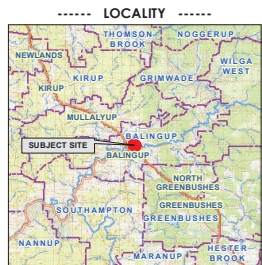 ------ LOCALITY ------
THOMSON
BROOK
NOGGERUP
NEWLANDS
WILGA
WEST
KIRUP
GRIMWADE
KIRUP
MULLALYUP
BALINGUP
SUBJECT SITE
BALINGUP
NORTH
GREENBUSHES
GREENBUSHES
SOUTHAMPTON
GREENBUSHES
NANNUP
HESTER
BROOK
MARANUP